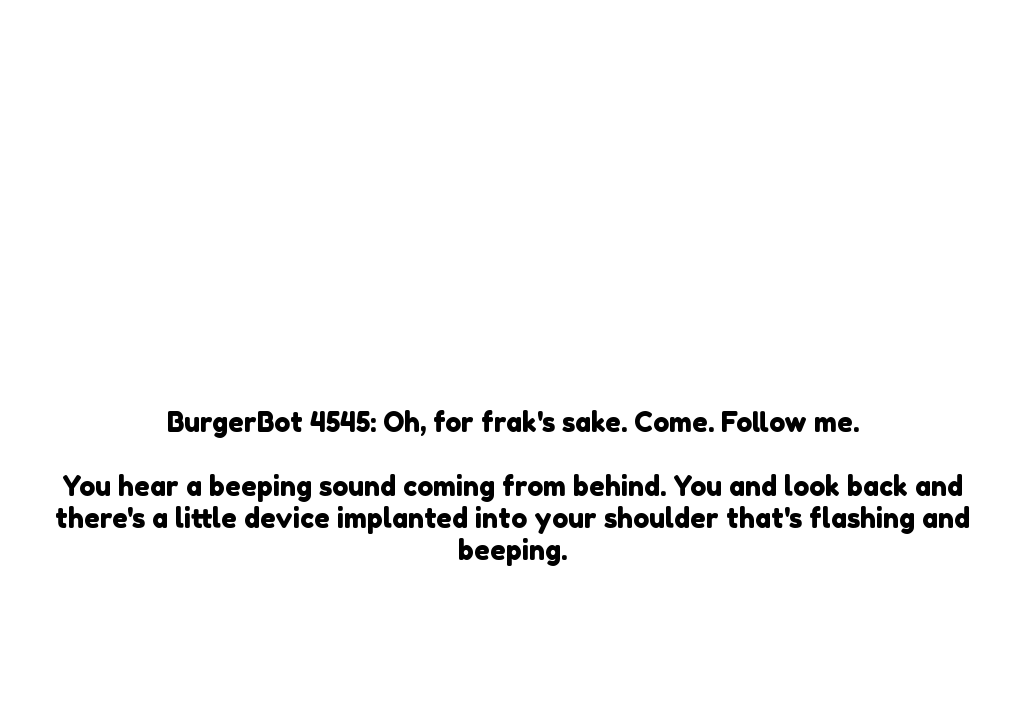 BurgerBot 4545: Oh, for frak's sake. Come. Follow me.
You hear a beeping sound coming from behind. You and look back and
there's a little device implanted into your shoulder that's flashing and
beeping.